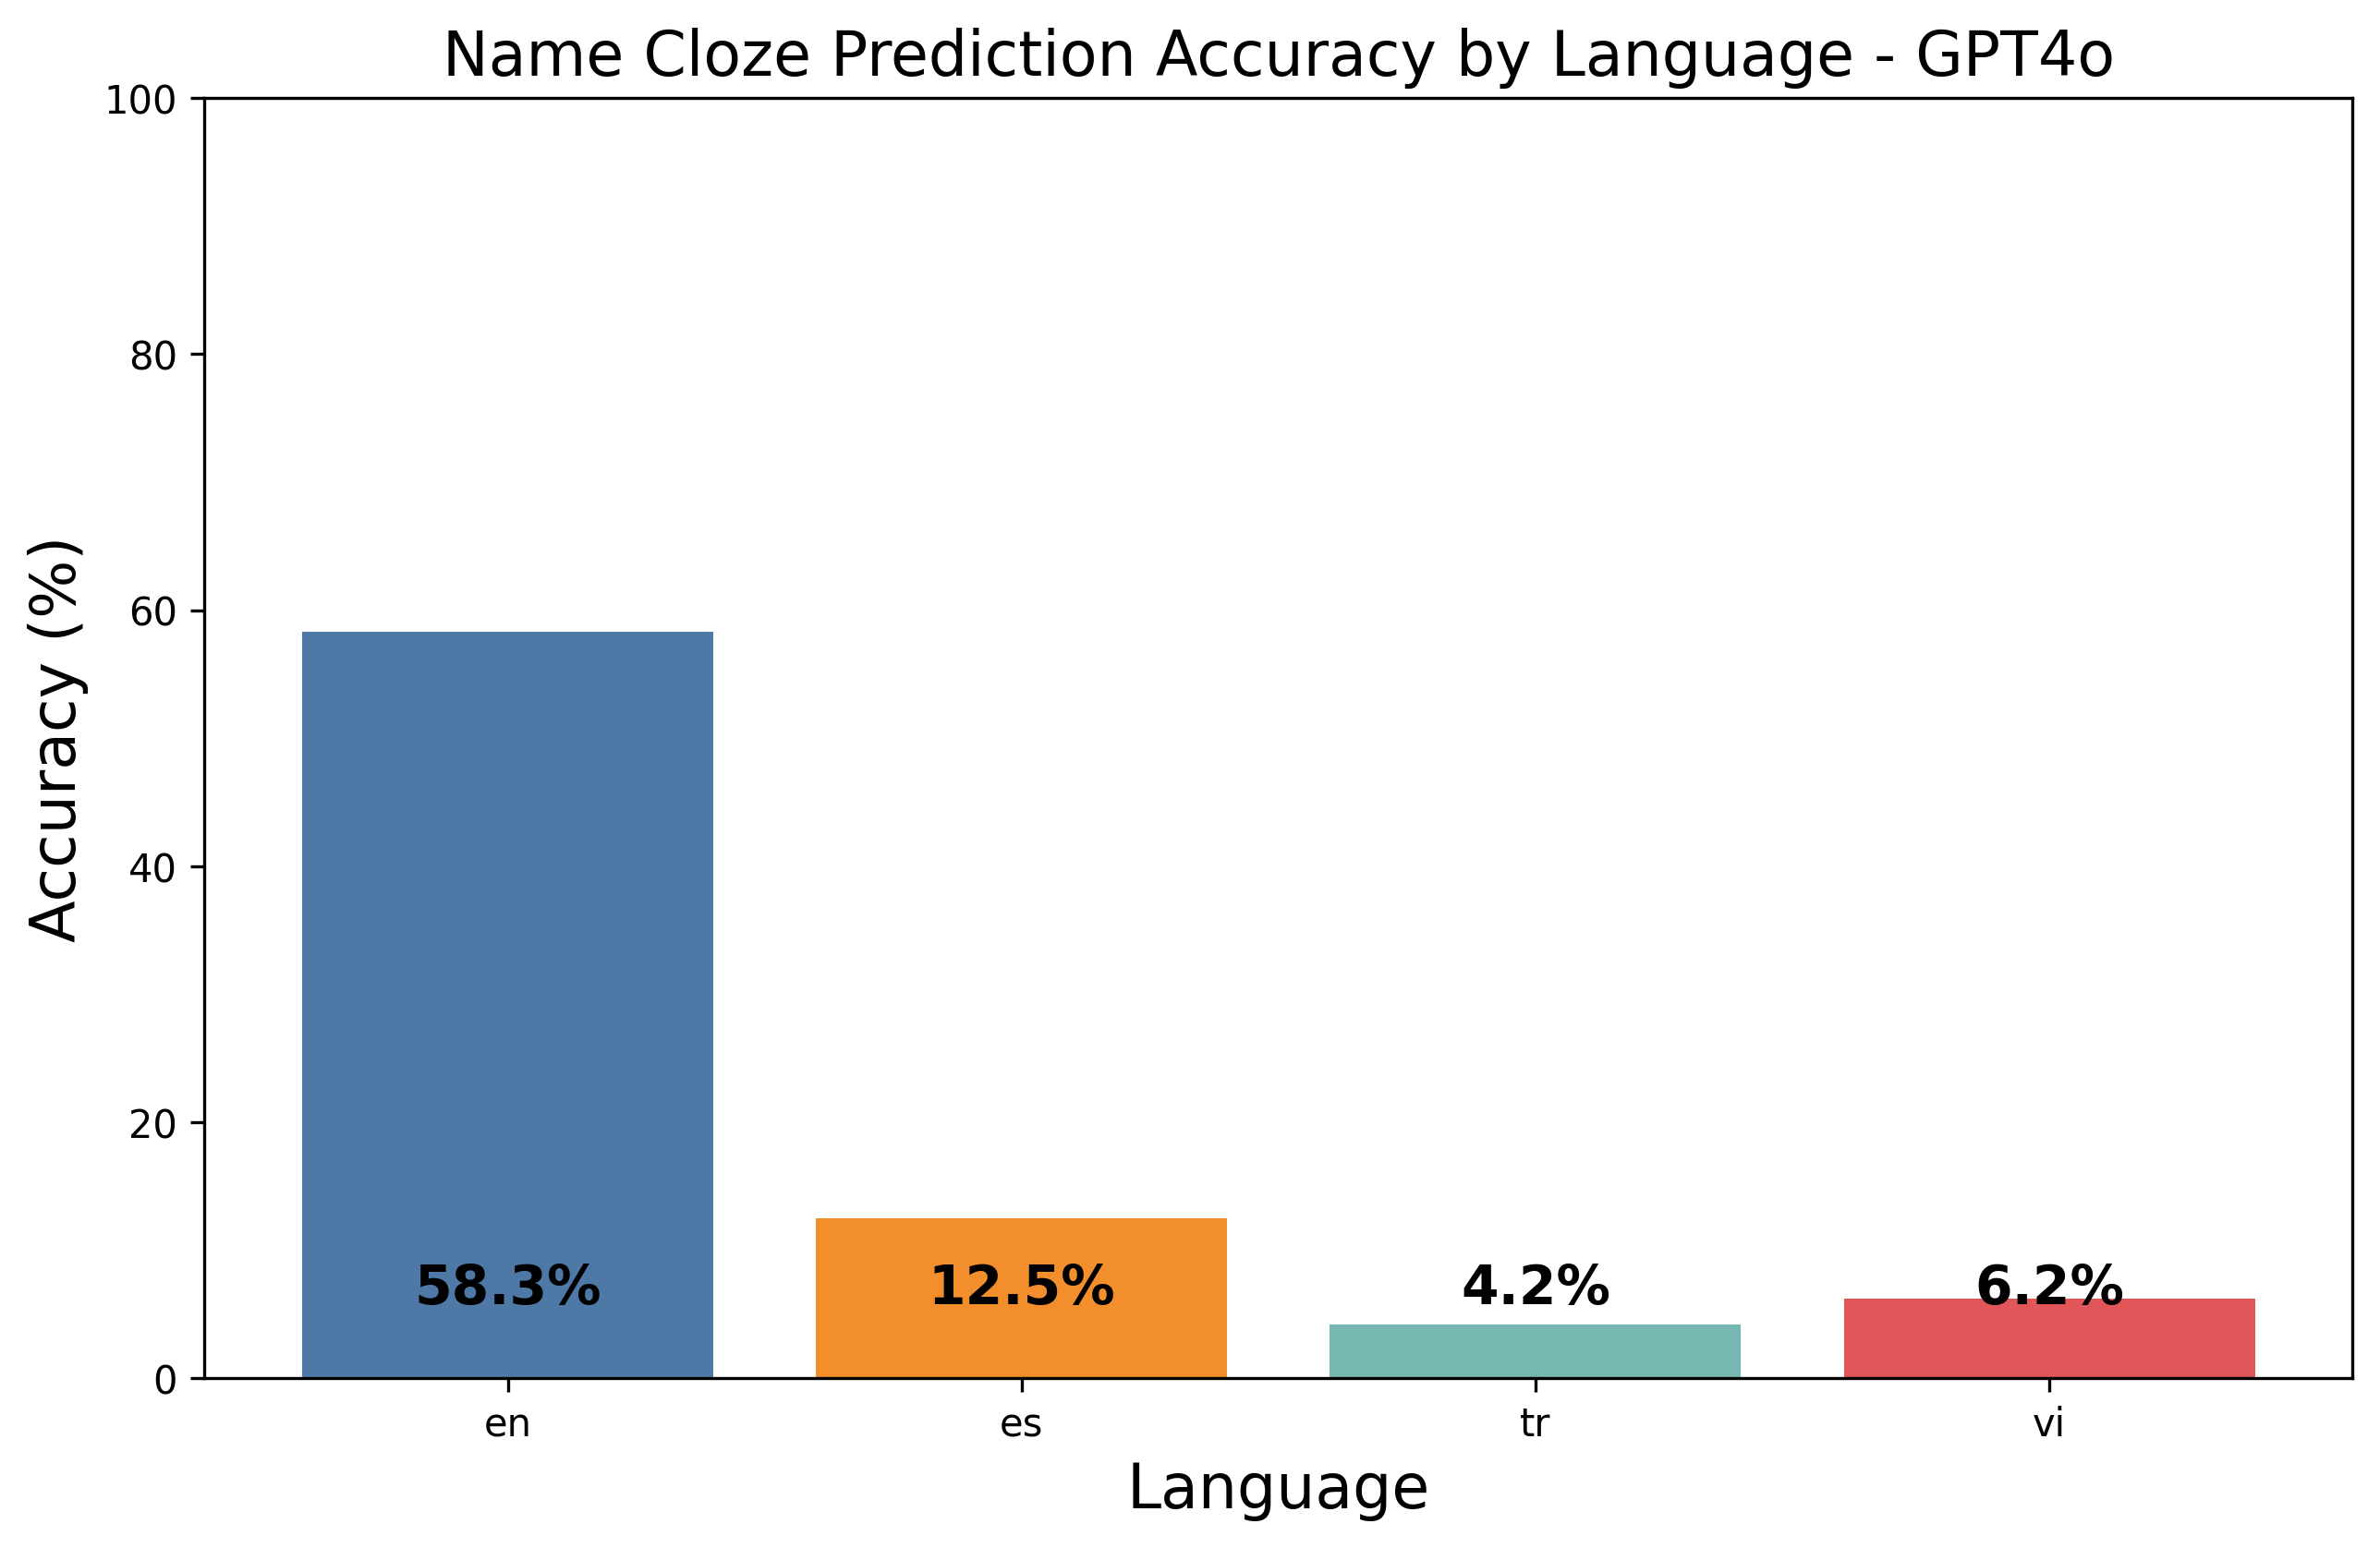 Name Cloze Prediction Accuracy by Language - GPT4o
Accuracy (%)
100
80
60
40
20
0
58.3%
12.5%
4.2%
6.2%
en
es
tr
vi
Language